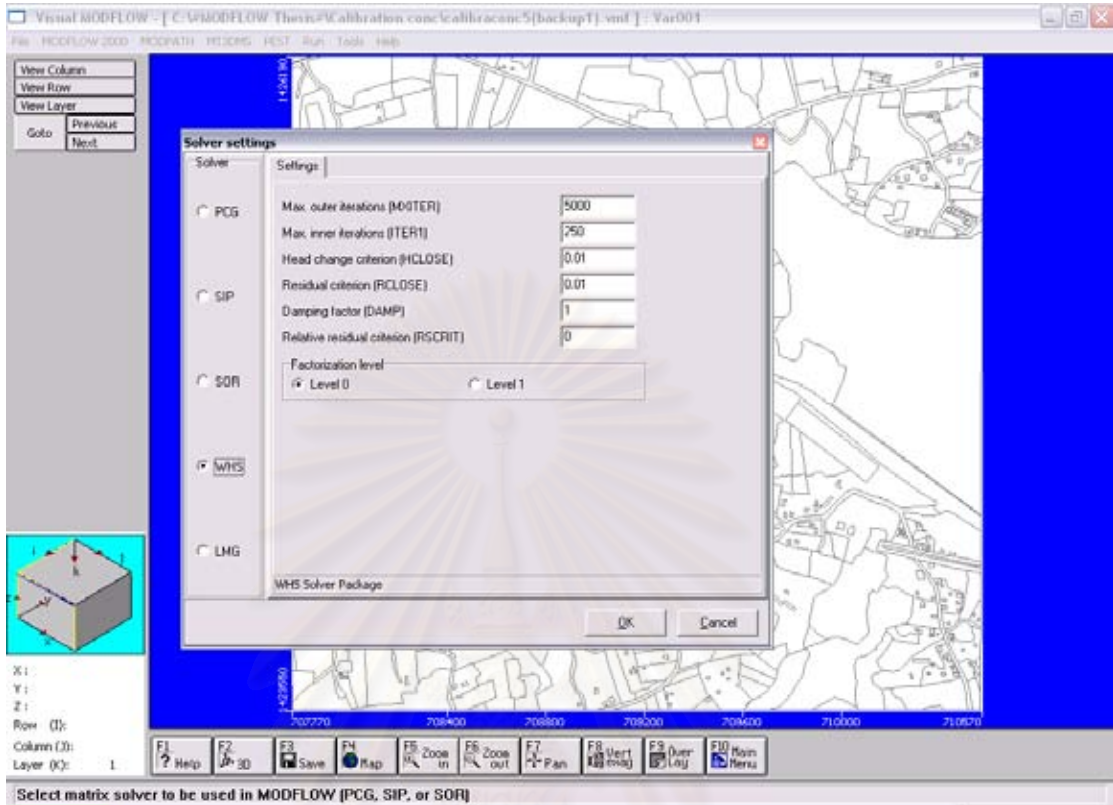 Visual MODFLOW - [ C:\#MODFLOW Thesis#\Calibration conc\calibraconc5(backup1).vmf ] : Var001
File MODFLOW 2000 MODPATH MT3DMS PEST Run Tools Help
View Column
View Row
View Layer
Goto
Previous
Next
1426190
Solver settings
Solver
Settings
PCG
SIP
SOR
WHS
LMG
Max. outer iterations (MXITER) 5000
Max. inner iterations (ITER1) 250
Head change criterion (HCLOSE) 0.01
Residual criterion (RCLOSE) 0.01
Damping factor (DAMP) 1
Relative residual criterion (RSCRIT) 0
Factorization level
Level 0 Level 1
WHS Solver Package
OK Cancel
1423550
707770 708400 708800 709200 709600 710000 710570
X :
Y :
Z :
Row (I):
Column (J):
Layer (K): 1
F1 Help
F2 3D
F3 Save
F4 Map
F5 Zoom in
F6 Zoom out
F7 Pan
F8 Vert exag
F9 Over lay
F10 Main Menu
Select matrix solver to be used in MODFLOW (PCG, SIP, or SOR)